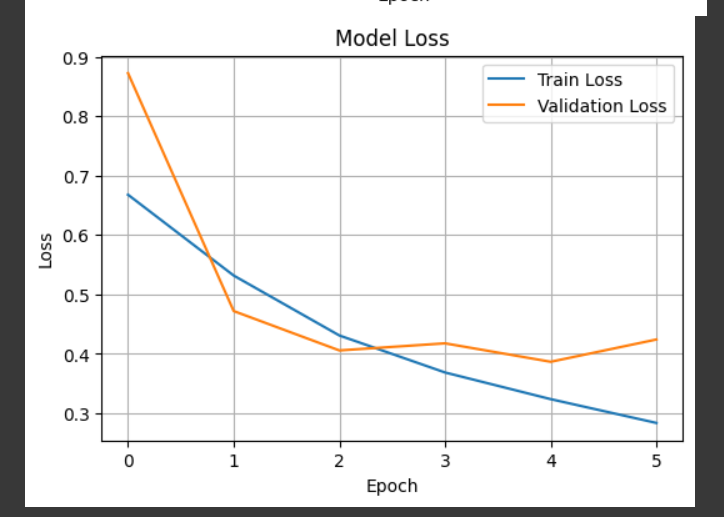 Epoch
Model Loss
Train Loss
Validation Loss
0.9
0.8
0.7
0.6
0.5
0.4
0.3
Loss
0 1 2 3 4 5
Epoch